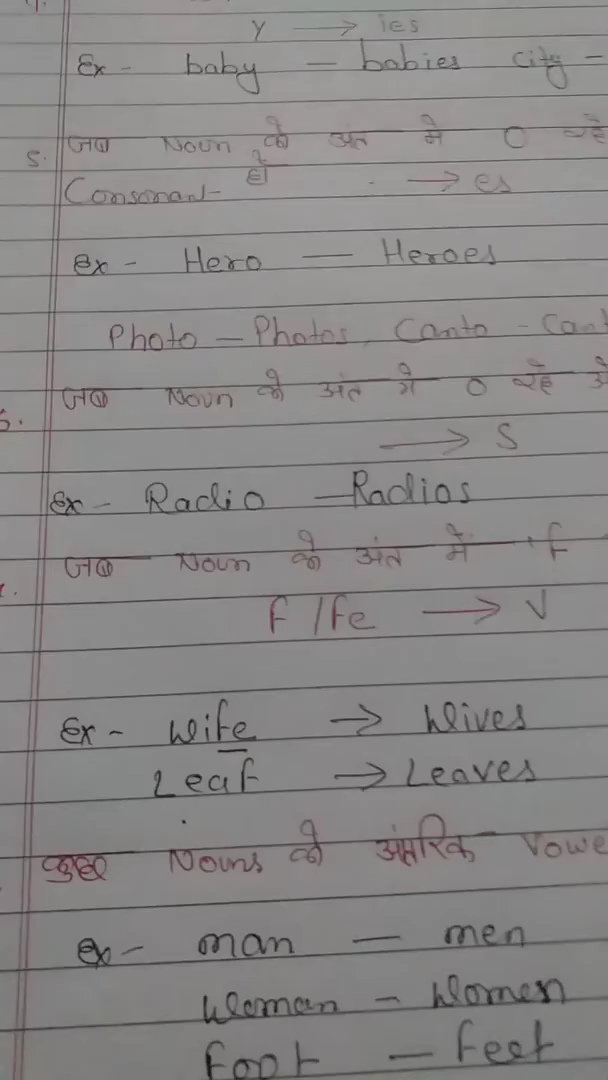 y → ies
Ex - baby - babies city -
5. जब Noun के अंत में O रहे
Consonant हो → es
Ex - Hero - Heroes
Photo - Photos, Canto - Cant
जब Noun के अंत में O रहे
→ S
Ex - Radio - Radios
जब Noun के अंत में 'f
F/Fe → V
Ex - Wife → Wives
Leaf → Leaves
कुछ Nouns के Vowe
Ex - man - men
Woman - Women
Foot - Feet